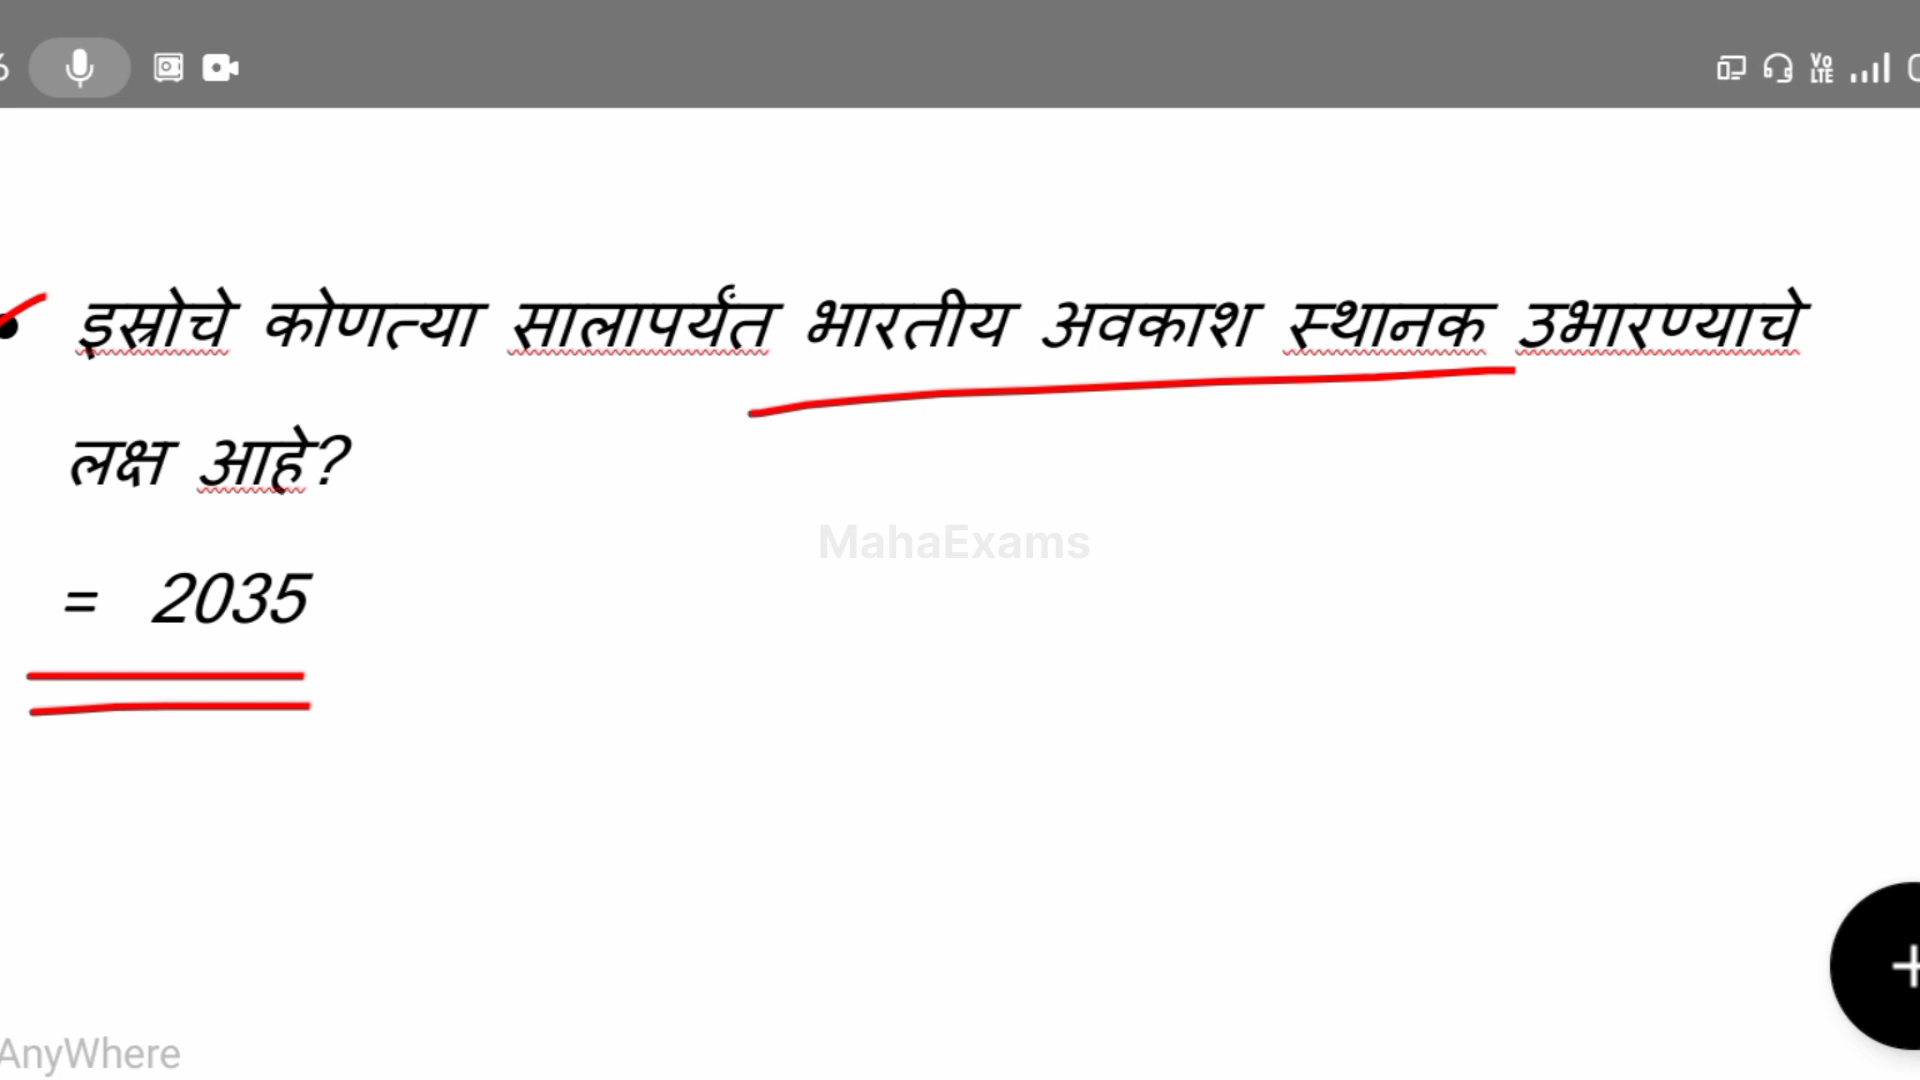 इस्रोचे कोणत्या सालापर्यंत भारतीय अवकाश स्थानक उभारण्याचे
लक्ष आहे?
MahaExams
= 2035
AnyWhere